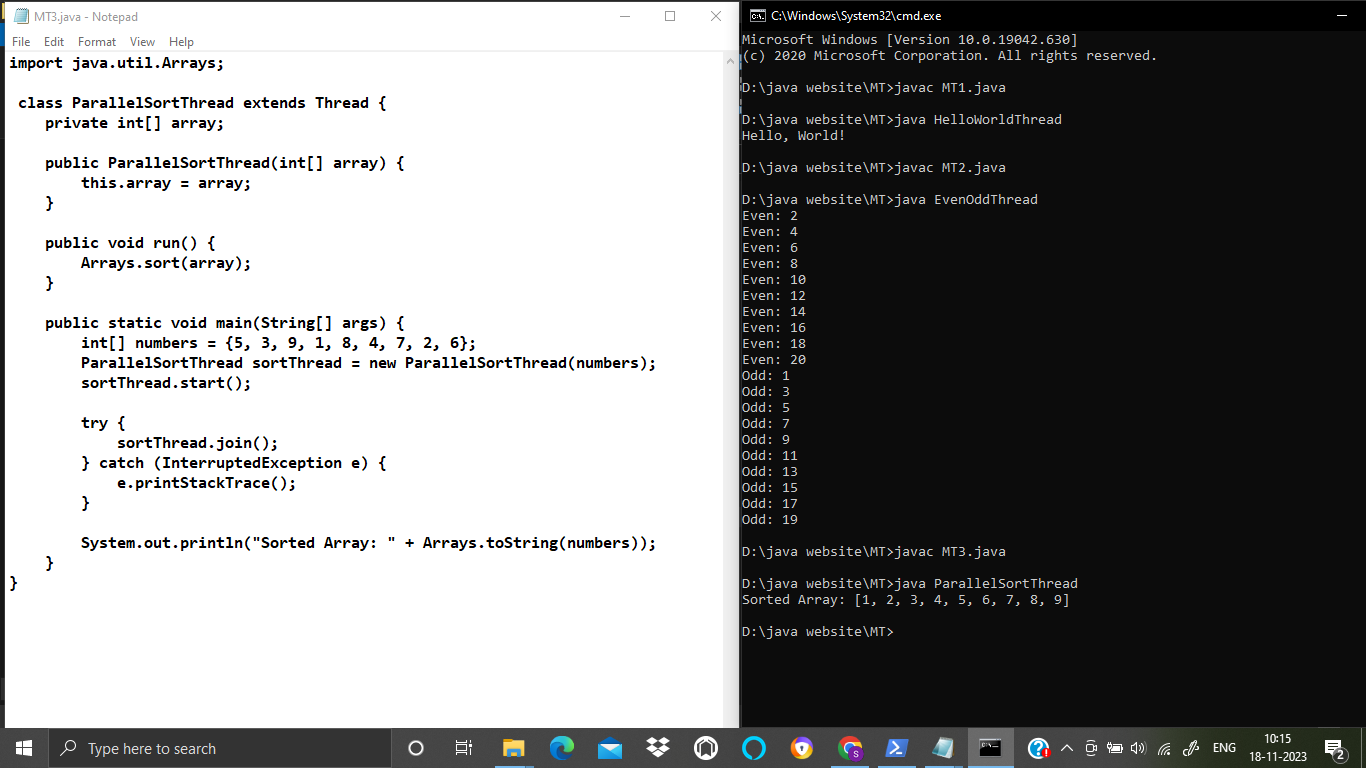 MT3.java - Notepad
File Edit Format View Help
import java.util.Arrays;
class ParallelSortThread extends Thread {
private int[] array;
public ParallelSortThread(int[] array) {
this.array = array;
}
public void run() {
Arrays.sort(array);
}
public static void main(String[] args) {
int[] numbers = {5, 3, 9, 1, 8, 4, 7, 2, 6};
ParallelSortThread sortThread = new ParallelSortThread(numbers);
sortThread.start();
try {
sortThread.join();
} catch (InterruptedException e) {
e.printStackTrace();
}
System.out.println("Sorted Array: " + Arrays.toString(numbers));
}
}
C:\Windows\System32\cmd.exe
Microsoft Windows [Version 10.0.19042.630]
(c) 2020 Microsoft Corporation. All rights reserved.
D:\java website\MT>javac MT1.java
D:\java website\MT>java HelloWorldThread
Hello, World!
D:\java website\MT>javac MT2.java
D:\java website\MT>java EvenOddThread
Even: 2
Even: 4
Even: 6
Even: 8
Even: 10
Even: 12
Even: 14
Even: 16
Even: 18
Even: 20
Odd: 1
Odd: 3
Odd: 5
Odd: 7
Odd: 9
Odd: 11
Odd: 13
Odd: 15
Odd: 17
Odd: 19
D:\java website\MT>javac MT3.java
D:\java website\MT>java ParallelSortThread
Sorted Array: [1, 2, 3, 4, 5, 6, 7, 8, 9]
D:\java website\MT>
Type here to search
ENG
10:15
18-11-2023
2